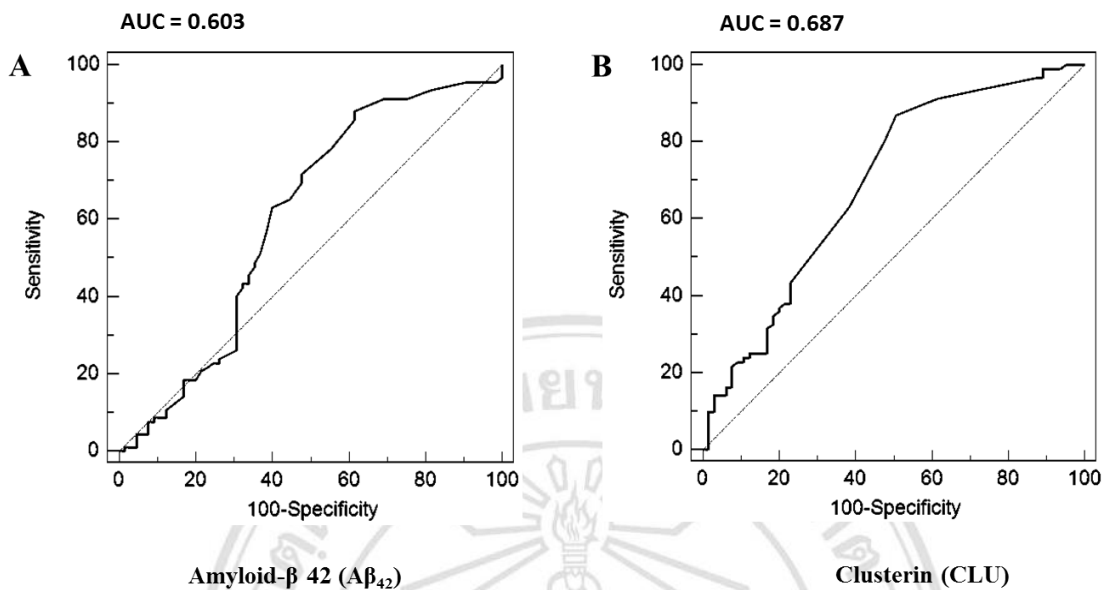 AUC = 0.603
AUC = 0.687
A
B
100
80
60
40
20
0
Sensitivity
0 20 40 60 80 100
100-Specificity
Amyloid-β 42 (Aβ₄₂)
100
80
60
40
20
0
Sensitivity
0 20 40 60 80 100
100-Specificity
Clusterin (CLU)